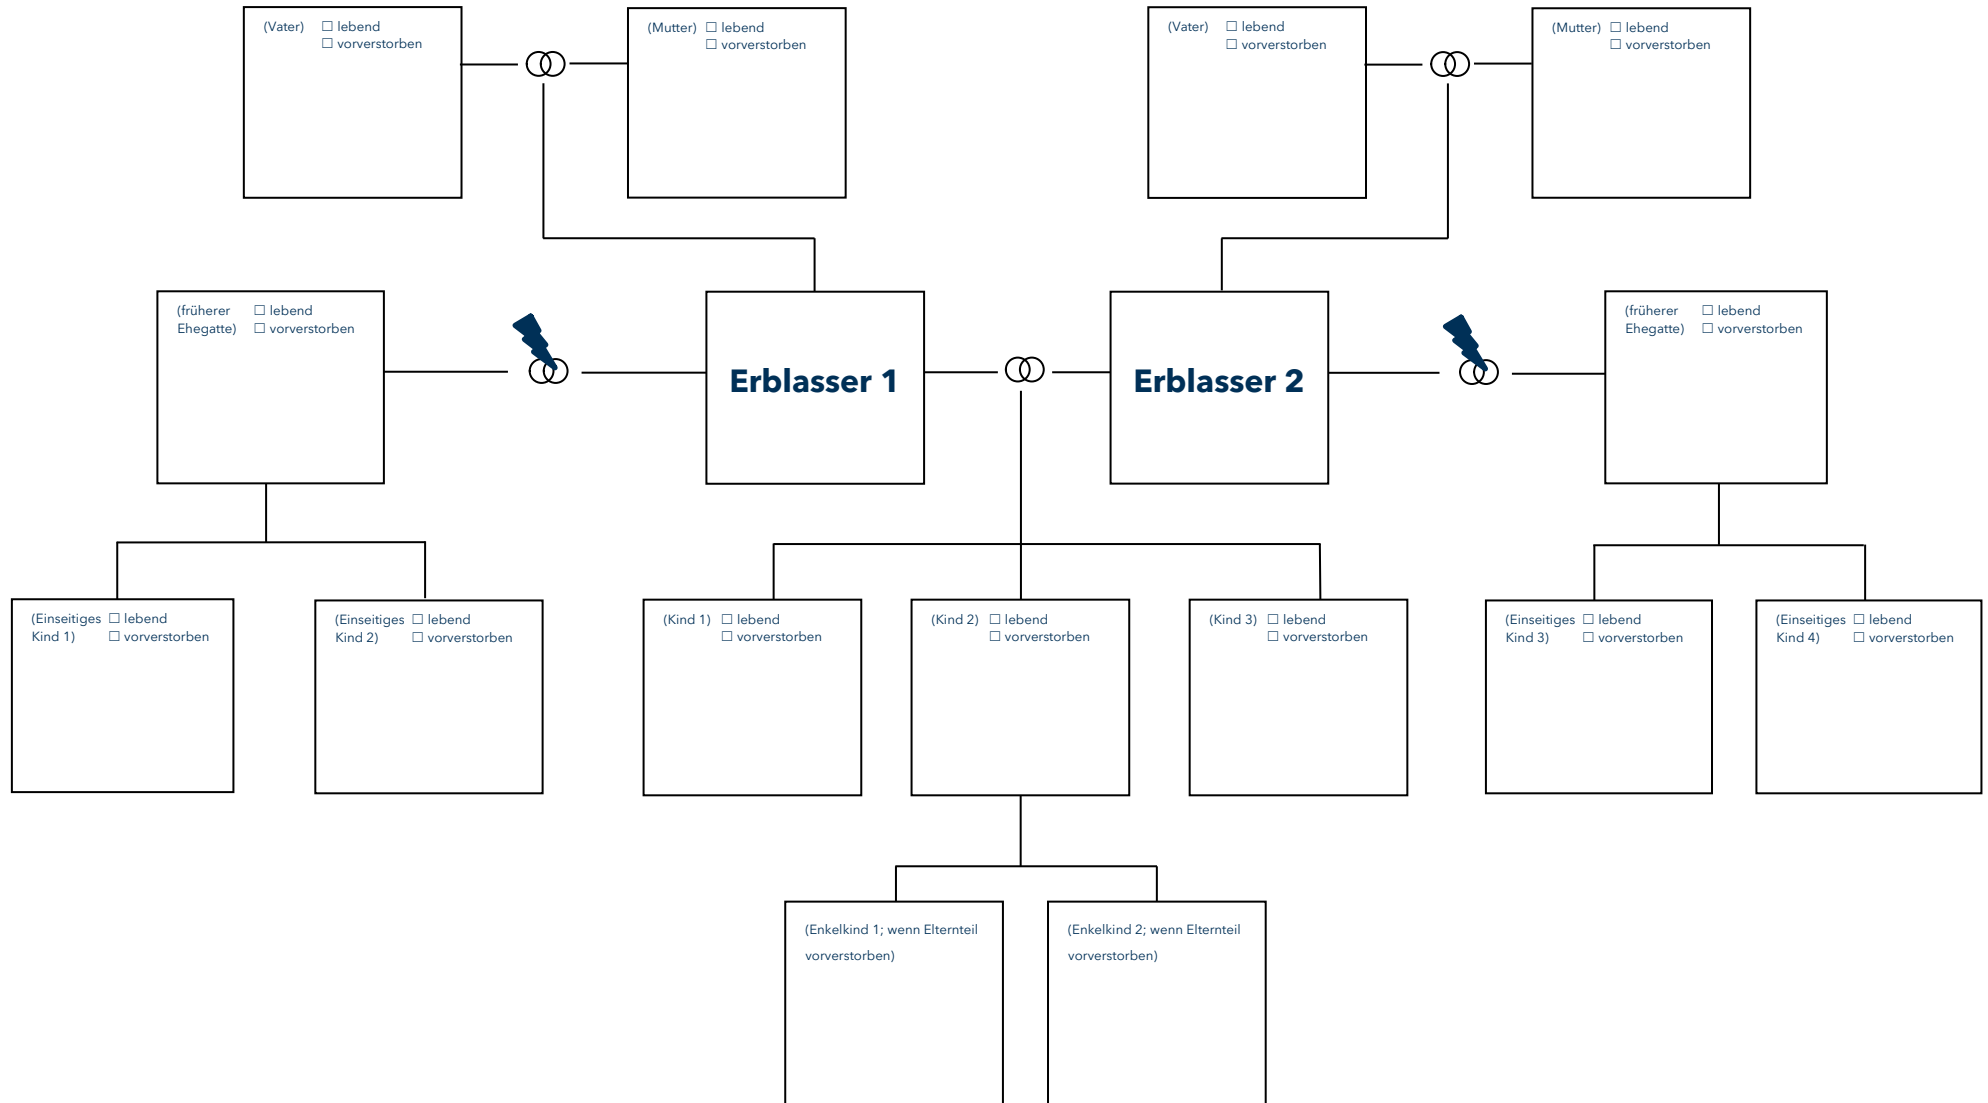 (Vater) ☐ lebend
☐ vorverstorben
(Mutter) ☐ lebend
☐ vorverstorben
(Vater) ☐ lebend
☐ vorverstorben
(Mutter) ☐ lebend
☐ vorverstorben
(früherer ☐ lebend
Ehegatte) ☐ vorverstorben
Erblasser 1
Erblasser 2
(früherer ☐ lebend
Ehegatte) ☐ vorverstorben
(Einseitiges ☐ lebend
Kind 1) ☐ vorverstorben
(Einseitiges ☐ lebend
Kind 2) ☐ vorverstorben
(Kind 1) ☐ lebend
☐ vorverstorben
(Kind 2) ☐ lebend
☐ vorverstorben
(Kind 3) ☐ lebend
☐ vorverstorben
(Einseitiges ☐ lebend
Kind 3) ☐ vorverstorben
(Einseitiges ☐ lebend
Kind 4) ☐ vorverstorben
(Enkelkind 1; wenn Elternteil
vorverstorben)
(Enkelkind 2; wenn Elternteil
vorverstorben)